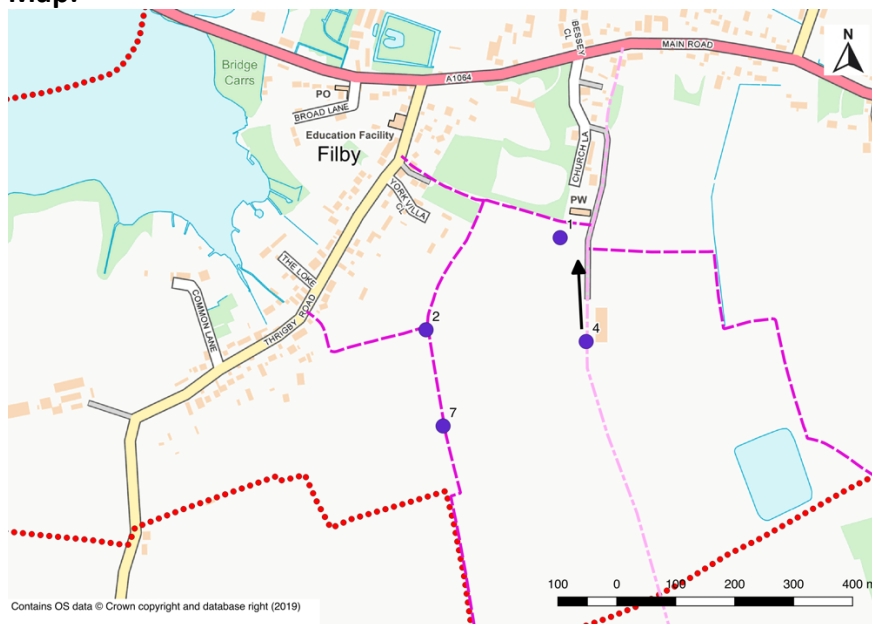 Map:
Bridge
Carrs
BESSEY
CL
MAIN ROAD
N
A1064
PO
BROAD LANE
Education Facility
Filby
CHURCH LA
YORK VILLA
CL
PW
1
THE LOKE
COMMON LANE
THRIGBY ROAD
2
4
7
100 0 100 200 300 400 m
Contains OS data © Crown copyright and database right (2019)